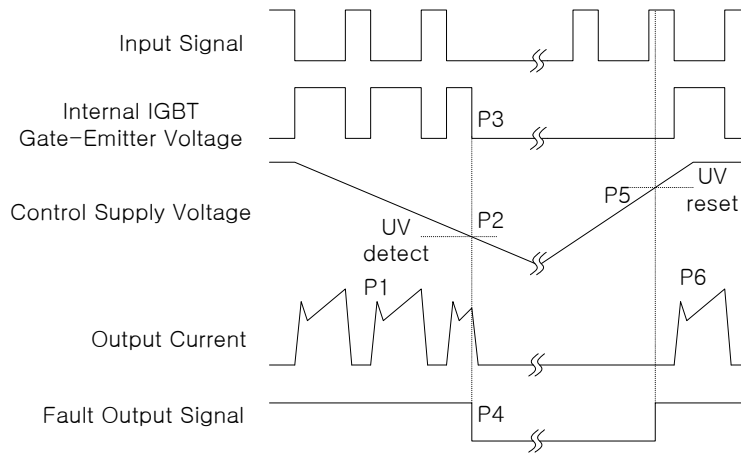 Input Signal
Internal IGBT
Gate-Emitter Voltage
P3
Control Supply Voltage
P2
UV
detect
P5
UV
reset
P1
P6
Output Current
Fault Output Signal
P4